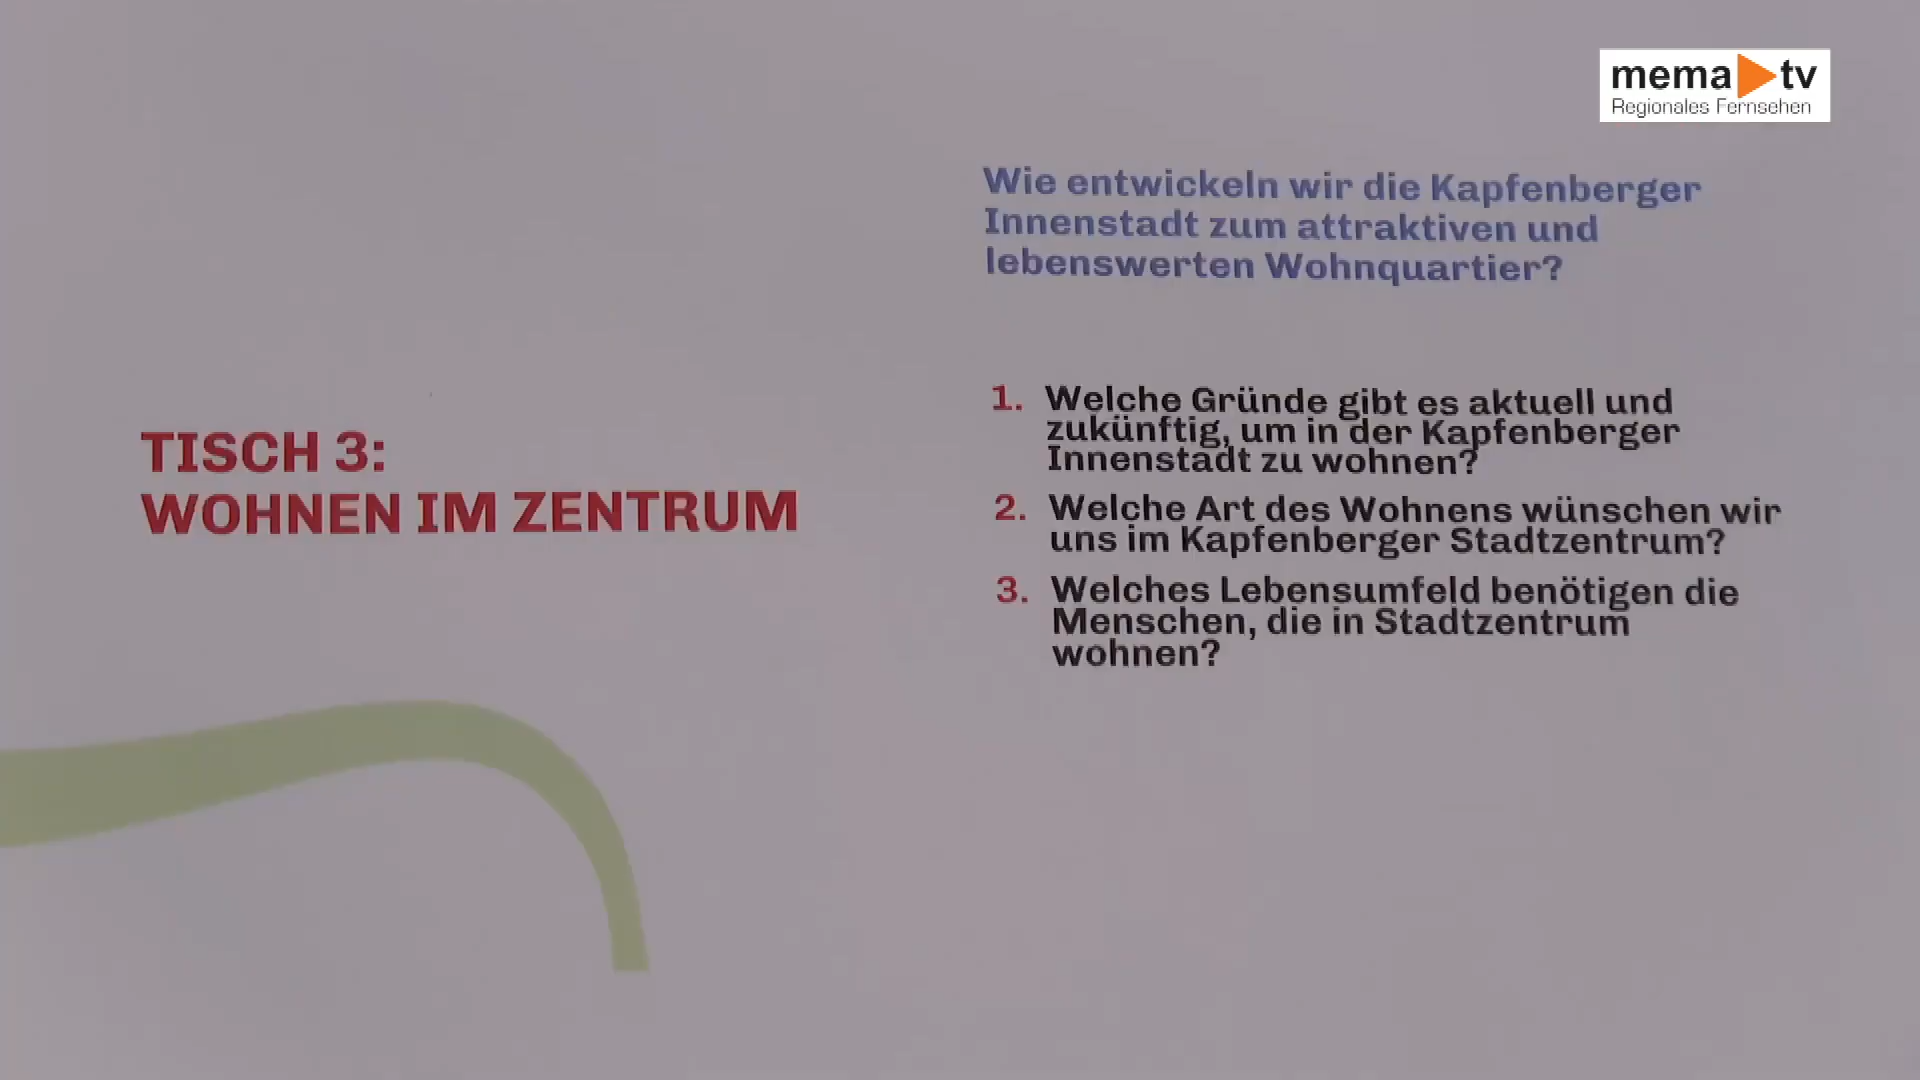 mema tv
Regionales Fernsehen
TISCH 3:
WOHNEN IM ZENTRUM
Wie entwickeln wir die Kapfenberger
Innenstadt zum attraktiven und
lebenswerten Wohnquartier?
1. Welche Gründe gibt es aktuell und
zukünftig, um in der Kapfenberger
Innenstadt zu wohnen?
2. Welche Art des Wohnens wünschen wir
uns im Kapfenberger Stadtzentrum?
3. Welches Lebensumfeld benötigen die
Menschen, die in Stadtzentrum
wohnen?